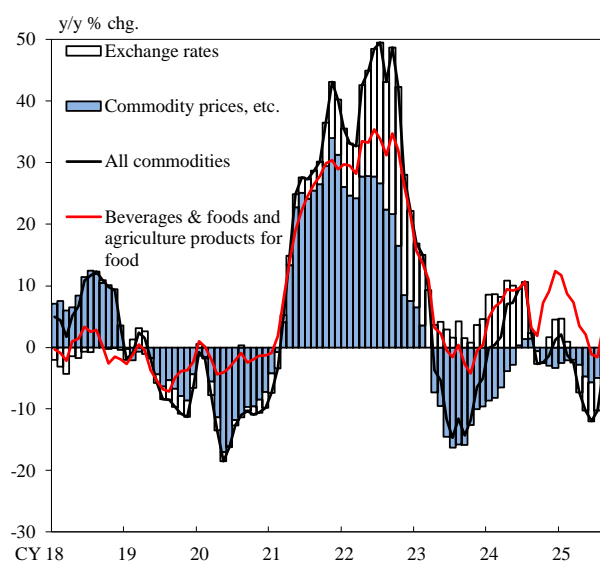 y/y % chg.
50
Exchange rates
40
Commodity prices, etc.
30
All commodities
20
Beverages & foods and
agriculture products for
food
10
0
-10
-20
-30
CY 18 19 20 21 22 23 24 25